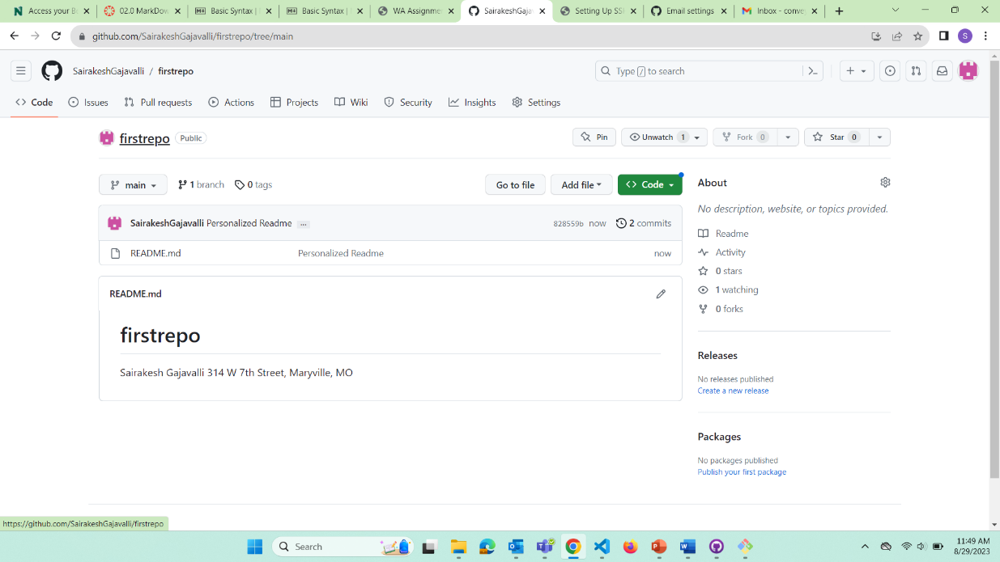 Access your B
02.0 MarkDow
Basic Syntax |
Basic Syntax |
WA Assignme
SairakeshGaja
Setting Up SS
Email settings
Inbox - conve
github.com/SairakeshGajavalli/firstrepo/tree/main
S
SairakeshGajavalli / firstrepo
Type / to search
Code Issues Pull requests Actions Projects Wiki Security Insights Settings
firstrepo Public
Pin Unwatch 1 Fork 0 Star 0
main 1 branch 0 tags
Go to file Add file Code
SairakeshGajavalli Personalized Readme ... 828559b now 2 commits
README.md Personalized Readme now
README.md
firstrepo
Sairakesh Gajavalli 314 W 7th Street, Maryville, MO
About
No description, website, or topics provided.
Readme
Activity
0 stars
1 watching
0 forks
Releases
No releases published
Create a new release
Packages
No packages published
Publish your first package
https://github.com/SairakeshGajavalli/firstrepo
Search
11:49 AM
8/29/2023